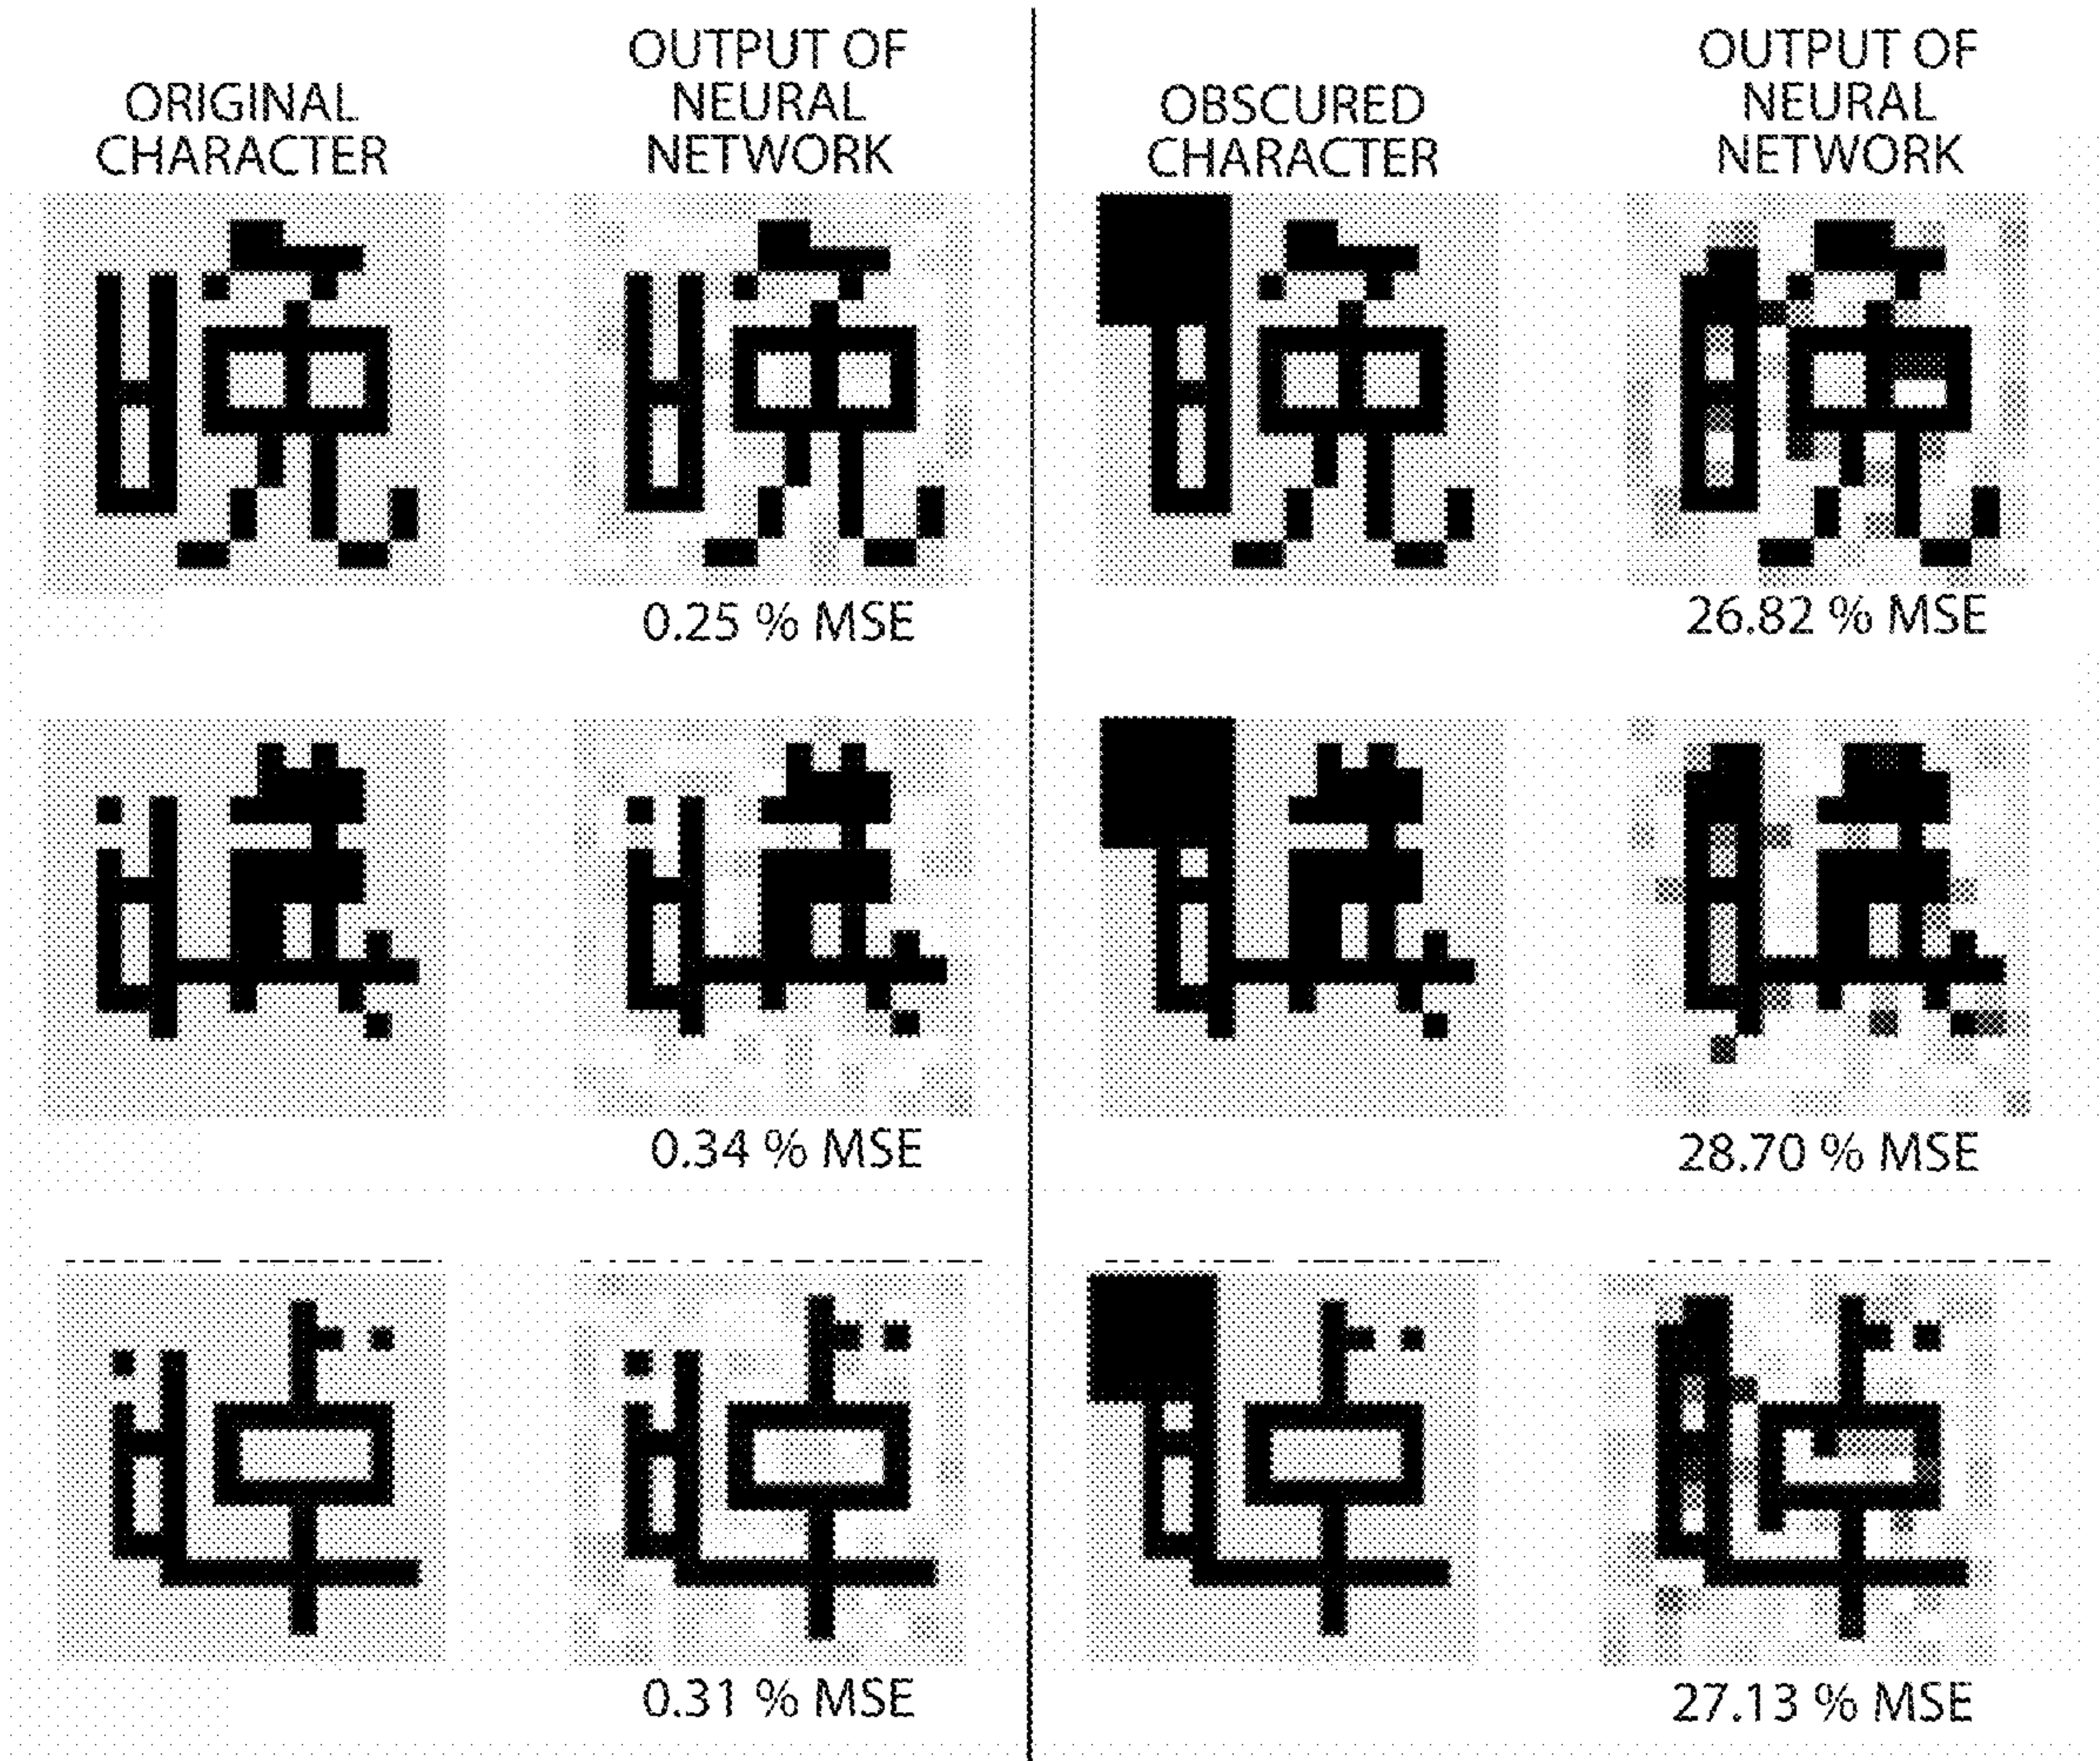 ORIGINAL
CHARACTER
OUTPUT OF
NEURAL
NETWORK
OBSCURED
CHARACTER
OUTPUT OF
NEURAL
NETWORK
0.25 % MSE
26.82 % MSE
0.34 % MSE
28.70 % MSE
0.31 % MSE
27.13 % MSE